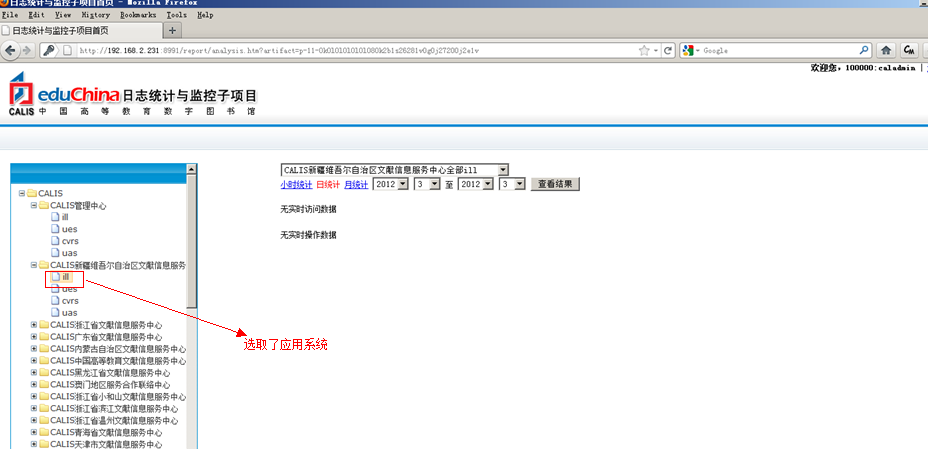 日志统计与监控子项目首页 - Mozilla Firefox
File Edit View History Bookmarks Tools Help
日志统计与监控子项目首页
Google
欢迎您，100000:caladmin |
CALIS eduChina 日志统计与监控子项目
中国高等教育数字图书馆
CALIS
CALIS管理中心
ill
ues
cvrs
uas
CALIS新疆维吾尔自治区文献信息服务
ill
ues
cvrs
uas
CALIS浙江省文献信息服务中心
CALIS广东省文献信息服务中心
CALIS内蒙古自治区文献信息服务中心
CALIS中国高等教育文献信息服务中心
CALIS黑龙江省文献信息服务中心
CALIS澳门地区服务合作联络中心
CALIS浙江省小和山文献信息服务中心
CALIS浙江省滨江文献信息服务中心
CALIS浙江省温州文献信息服务中心
CALIS青海省文献信息服务中心
CALIS天津市文献信息服务中心
CALIS新疆维吾尔自治区文献信息服务中心全部ill
小时统计 日统计 月统计 2012 3 至 2012 3 查看结果
无实时访问数据
无实时操作数据
选取了应用系统